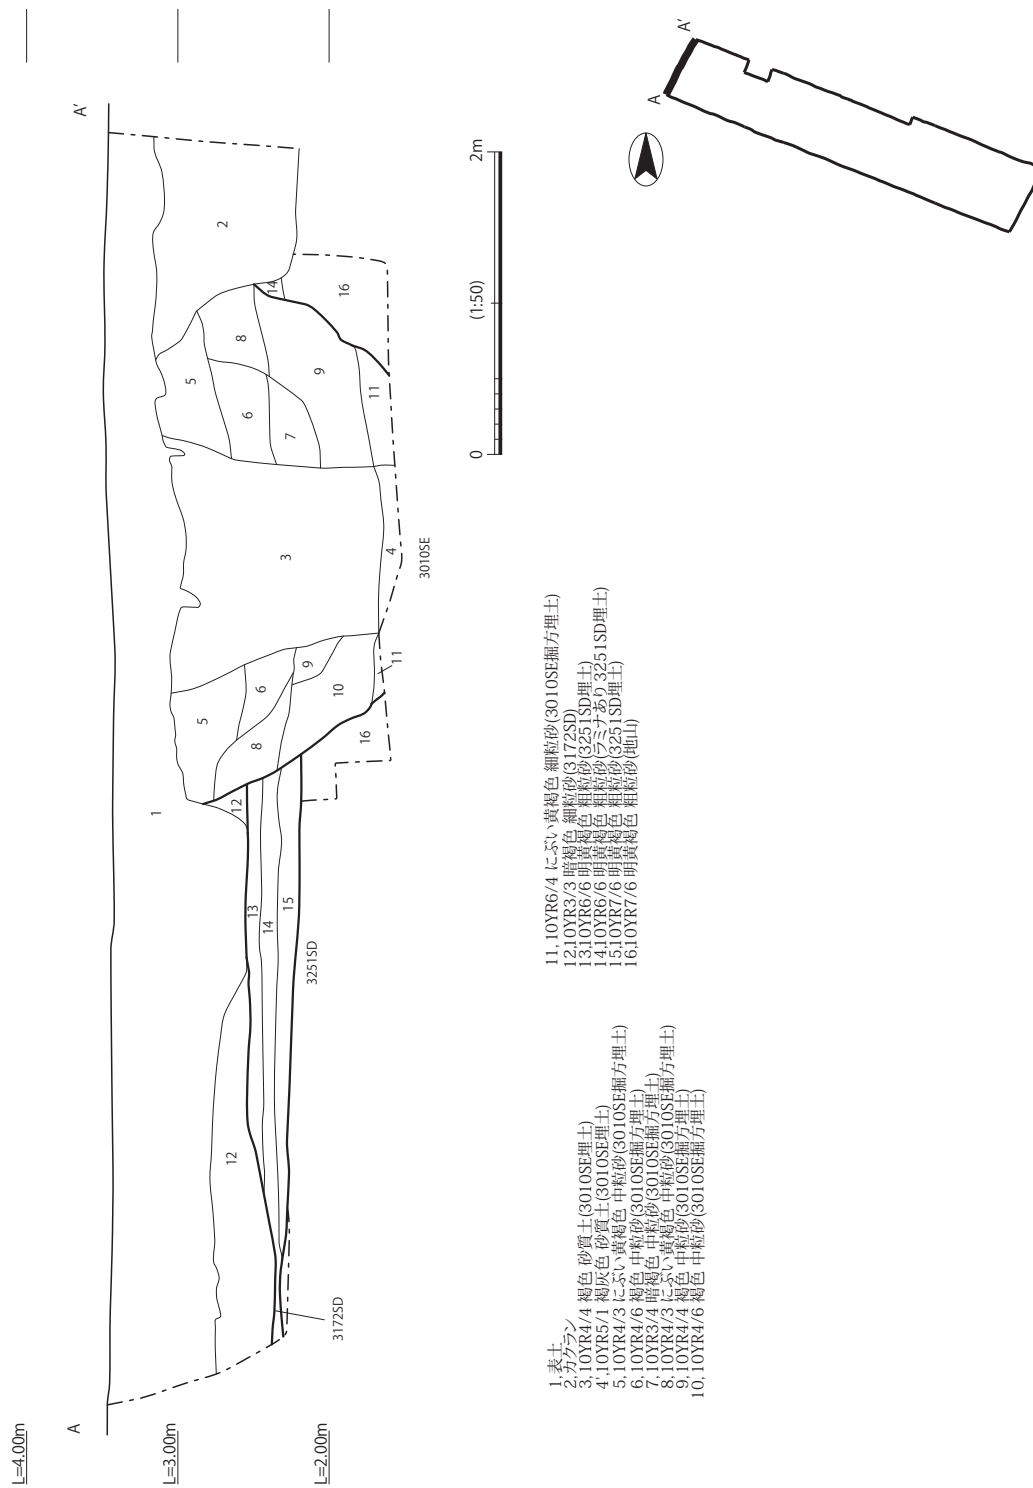 L=4.00m
L=3.00m
L=2.00m
A
A'
1
2
3
4
5
5
6
6
7
8
8
9
9
10
11
11
12
12
13
14
14
15
16
16
3010SE
3251SD
3172SD
0
(1:50)
2m
A
A'
1,表土
2,カクラン
3,10YR4/4 褐色 砂質土(3010SE埋土)
4',10YR5/1 褐灰色 砂質土(3010SE埋土)
5,10YR4/3 にぶい黄褐色 中粒砂(3010SE掘方埋土)
6,10YR4/6 褐色 中粒砂(3010SE掘方埋土)
7,10YR3/4 暗褐色 中粒砂(3010SE掘方埋土)
8,10YR4/3 にぶい黄褐色 中粒砂(3010SE掘方埋土)
9,10YR4/4 褐色 中粒砂(3010SE掘方埋土)
10,10YR4/6 褐色 中粒砂(3010SE掘方埋土)
11,10YR6/4 にぶい黄褐色 細粒砂(3010SE掘方埋土)
12,10YR3/3 暗褐色 細粒砂(3172SD)
13,10YR6/6 明黄褐色 粗粒砂(3251SD埋土)
14,10YR6/6 明黄褐色 粗粒砂(ラミナあり 3251SD埋土)
15,10YR7/6 明黄褐色 粗粒砂(3251SD埋土)
16,10YR7/6 明黄褐色 粗粒砂(地山)